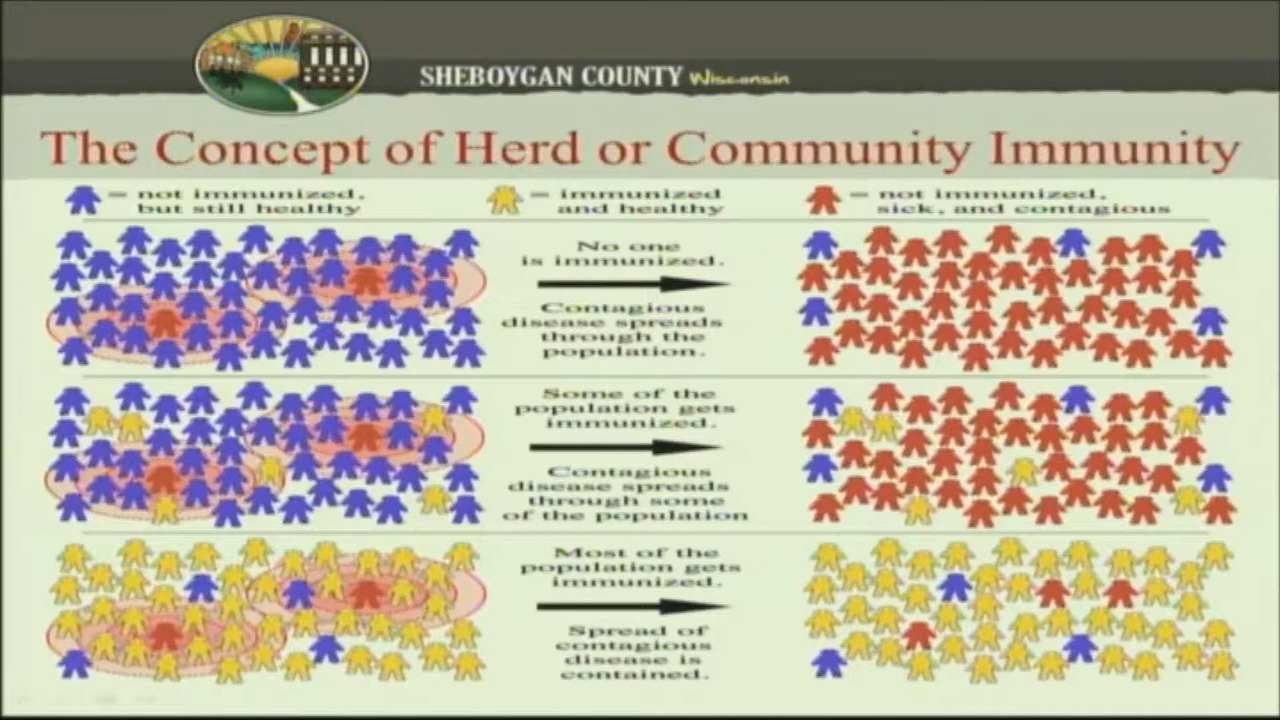 SHEBOYGAN COUNTY Wisconsin
The Concept of Herd or Community Immunity
= not immunized, but still healthy
= immunized and healthy
= not immunized, sick, and contagious
No one
is immunized.
Contagious
disease spreads
through the
population.
Some of the
population gets
immunized.
Contagious
disease spreads
through some
of the population
Most of the
population gets
immunized.
Spread of
contagious
disease is
contained.